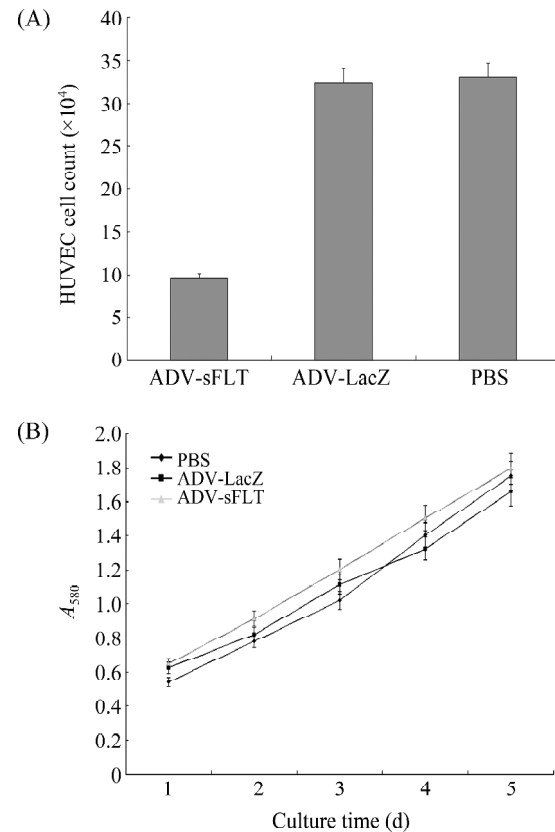 (A)
HUVEC cell count (×10⁴)
40
35
30
25
20
15
10
5
0
ADV-sFLT
ADV-LacZ
PBS
(B)
A₅₈₀
2.0
1.8
1.6
1.4
1.2
1.0
0.8
0.6
0.4
0.2
0
PBS
ADV-LacZ
ADV-sFLT
1 2 3 4 5
Culture time (d)